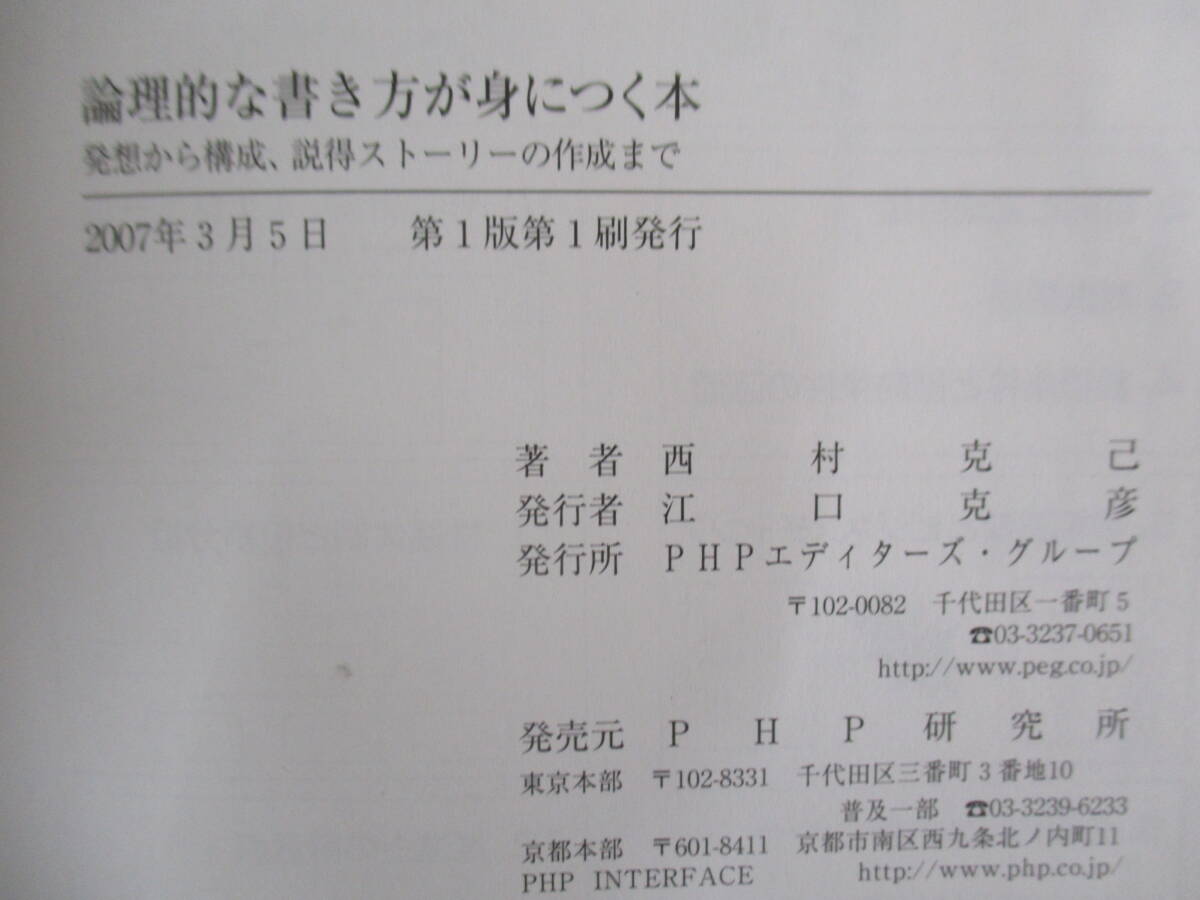 論理的な書き方が身につく本
発想から構成、説得ストーリーの作成まで
2007年3月5日 第1版第1刷発行
著者 西村克己
発行者 江口克彦
発行所 PHPエディターズ・グループ
〒102-0082 千代田区一番町5
☎03-3237-0651
http://www.peg.co.jp/
発売元 PHP研究所
東京本部 〒102-8331 千代田区三番町3番地10
普及一部 ☎03-3239-6233
京都本部 〒601-8411 京都市南区西九条北ノ内町11
PHP INTERFACE http://www.php.co.jp/